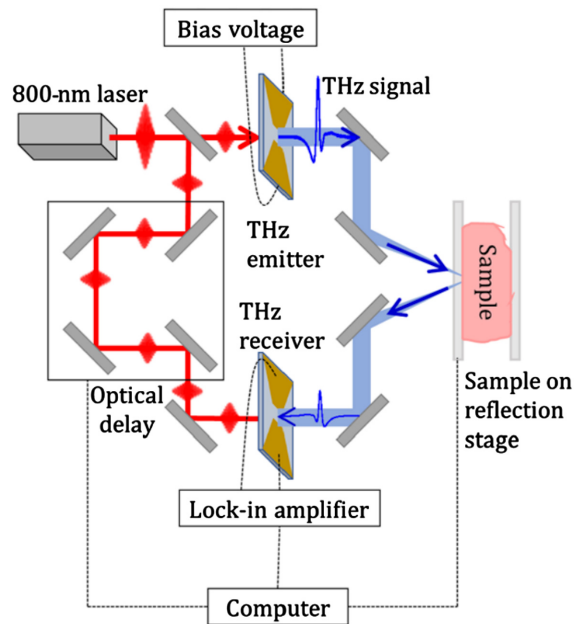 Bias voltage
800-nm laser
THz signal
THz
emitter
Sample
THz
receiver
Optical
delay
Sample on
reflection
stage
Lock-in amplifier
Computer